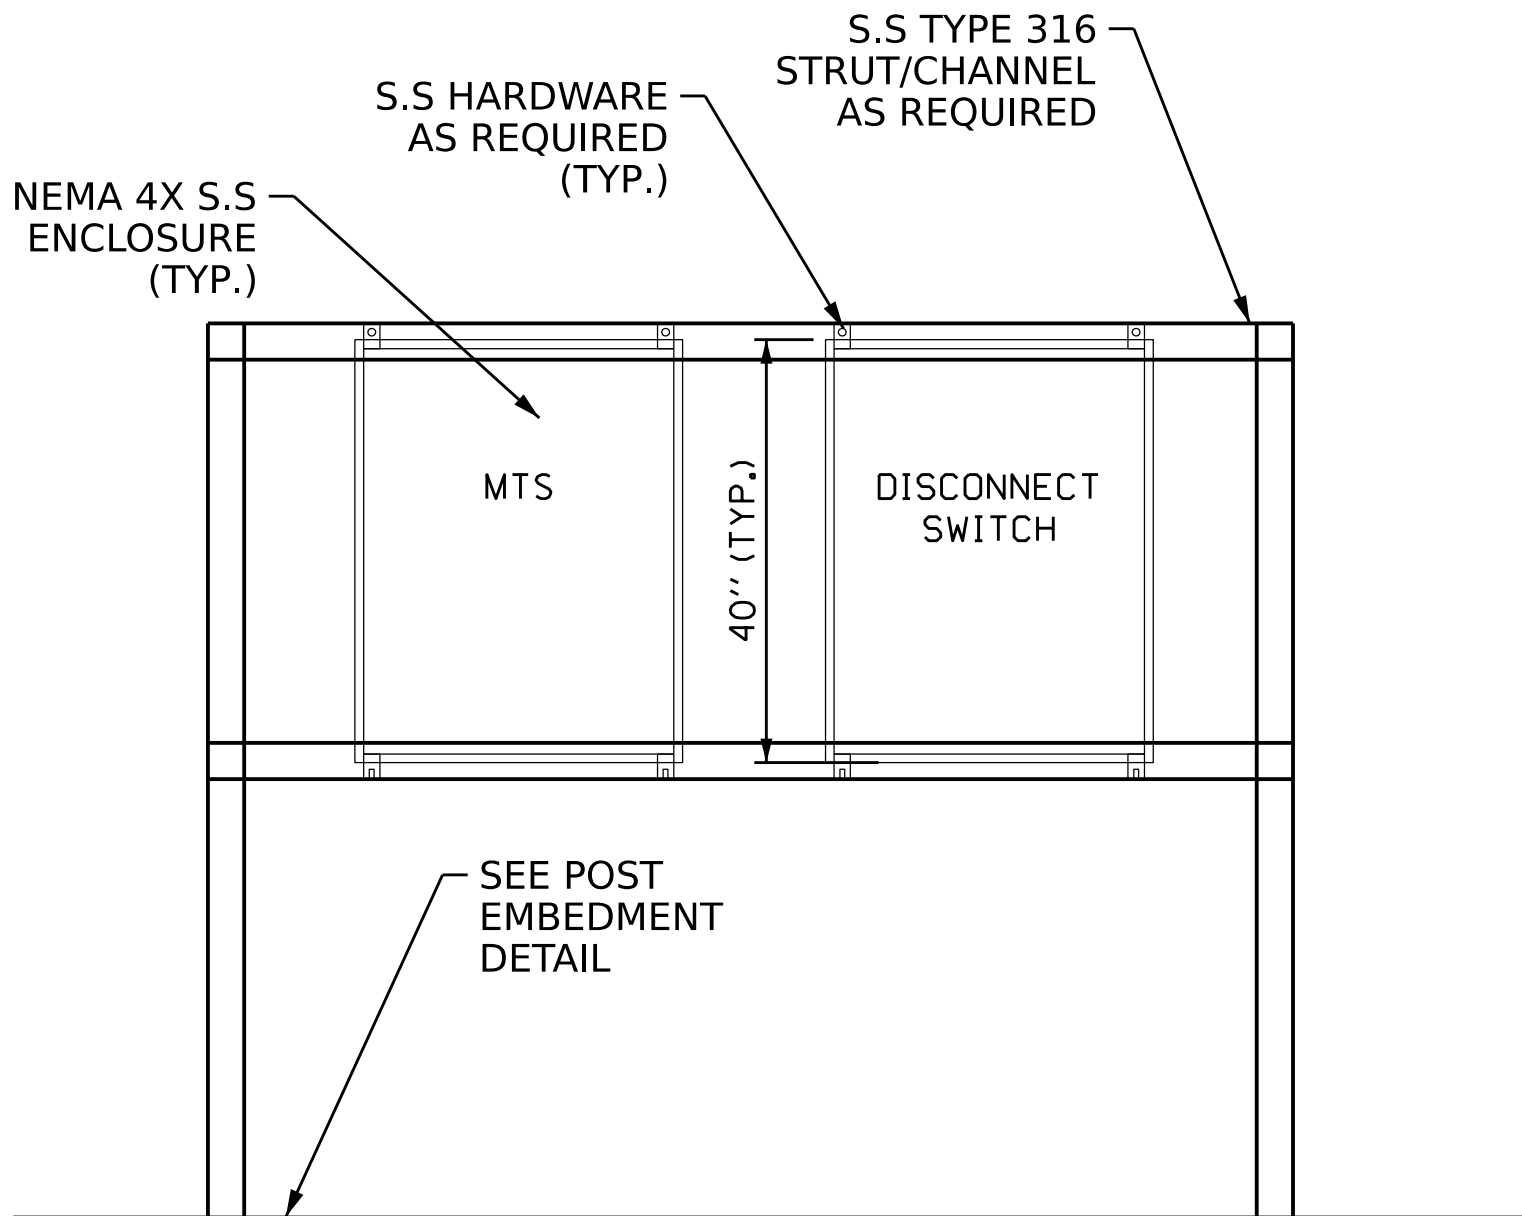 S.S TYPE 316
STRUT/CHANNEL
AS REQUIRED
S.S HARDWARE
AS REQUIRED
(TYP.)
NEMA 4X S.S
ENCLOSURE
(TYP.)
MTS
40'' (TYP.)
DISCONNECT
SWITCH
SEE POST
EMBEDMENT
DETAIL